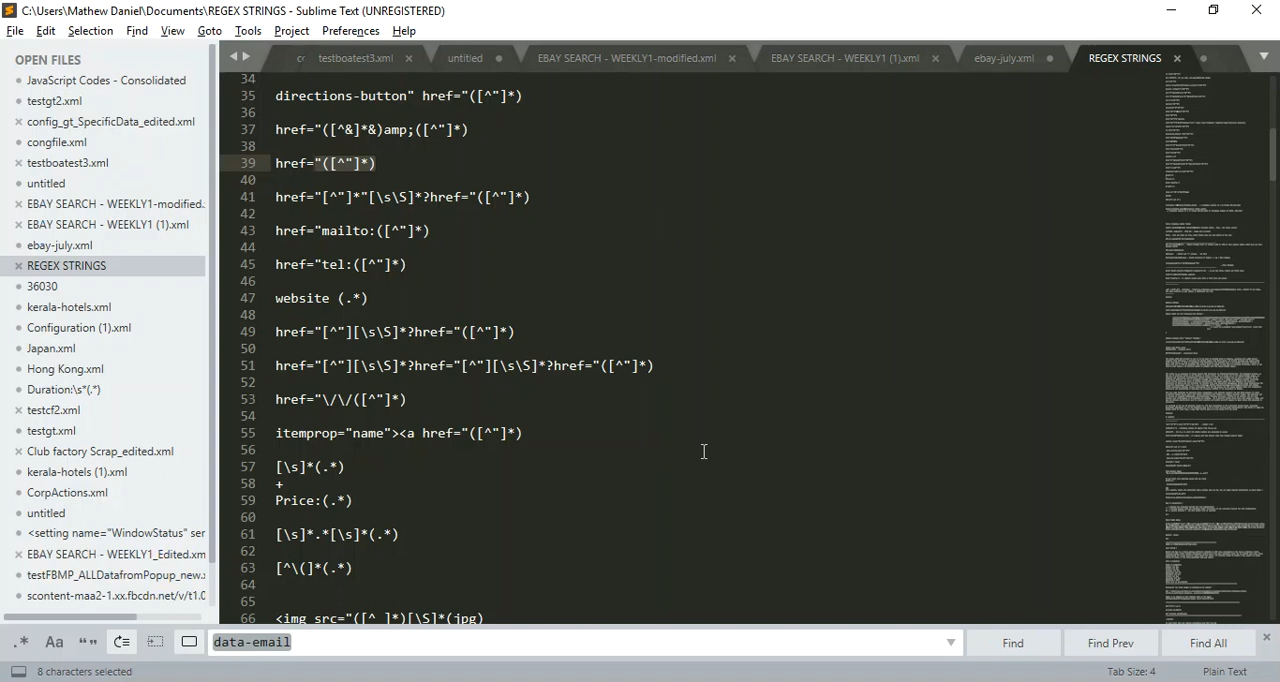 C:\Users\Mathew Daniel\Documents\REGEX STRINGS - Sublime Text (UNREGISTERED)
File Edit Selection Find View Goto Tools Project Preferences Help
OPEN FILES
JavaScript Codes - Consolidated
testgt2.xml
config_gt_SpecificData_edited.xml
congfile.xml
testboatest3.xml
untitled
EBAY SEARCH - WEEKLY1-modified.
EBAY SEARCH - WEEKLY1 (1).xml
ebay-july.xml
REGEX STRINGS
36030
kerala-hotels.xml
Configuration (1).xml
Japan.xml
Hong Kong.xml
Duration:\s*(.*)
testcf2.xml
testgt.xml
Club factory Scrap_edited.xml
kerala-hotels (1).xml
CorpActions.xml
untitled
<setting name="WindowStatus" ser
EBAY SEARCH - WEEKLY1_Edited.xm
testFBMP_ALLDatafromPopup_new.
scontent-maa2-1.xx.fbcdn.net/v/t1.0
cr testboatest3.xml untitled EBAY SEARCH - WEEKLY1-modified.xml EBAY SEARCH - WEEKLY1 (1).xml ebay-july.xml REGEX STRINGS
34
35 directions-button" href="([^"]*)
36
37 href="([^&]*&)amp;([^"]*)
38
39 href="([^"]*)
40
41 href="[^"]*"[\s\S]*?href="([^"]*)
42
43 href="mailto:([^"]*)
44
45 href="tel:([^"]*)
46
47 website (.*)
48
49 href="[^"][\s\S]*?href="([^"]*)
50
51 href="[^"][\s\S]*?href="[^"][\s\S]*?href="([^"]*)
52
53 href="\/\/([^"]*)
54
55 itemprop="name"><a href="([^"]*)
56
57 [\s]*(.*)
58 +
59 Price:(.*)
60
61 [\s]*.*[\s]*(.*)
62
63 [^\(]*(.*)
64
65
66 <img src="([^ ]*)[\S]*(jpg)
.* Aa “” data-email Find Find Prev Find All
8 characters selected Tab Size: 4 Plain Text